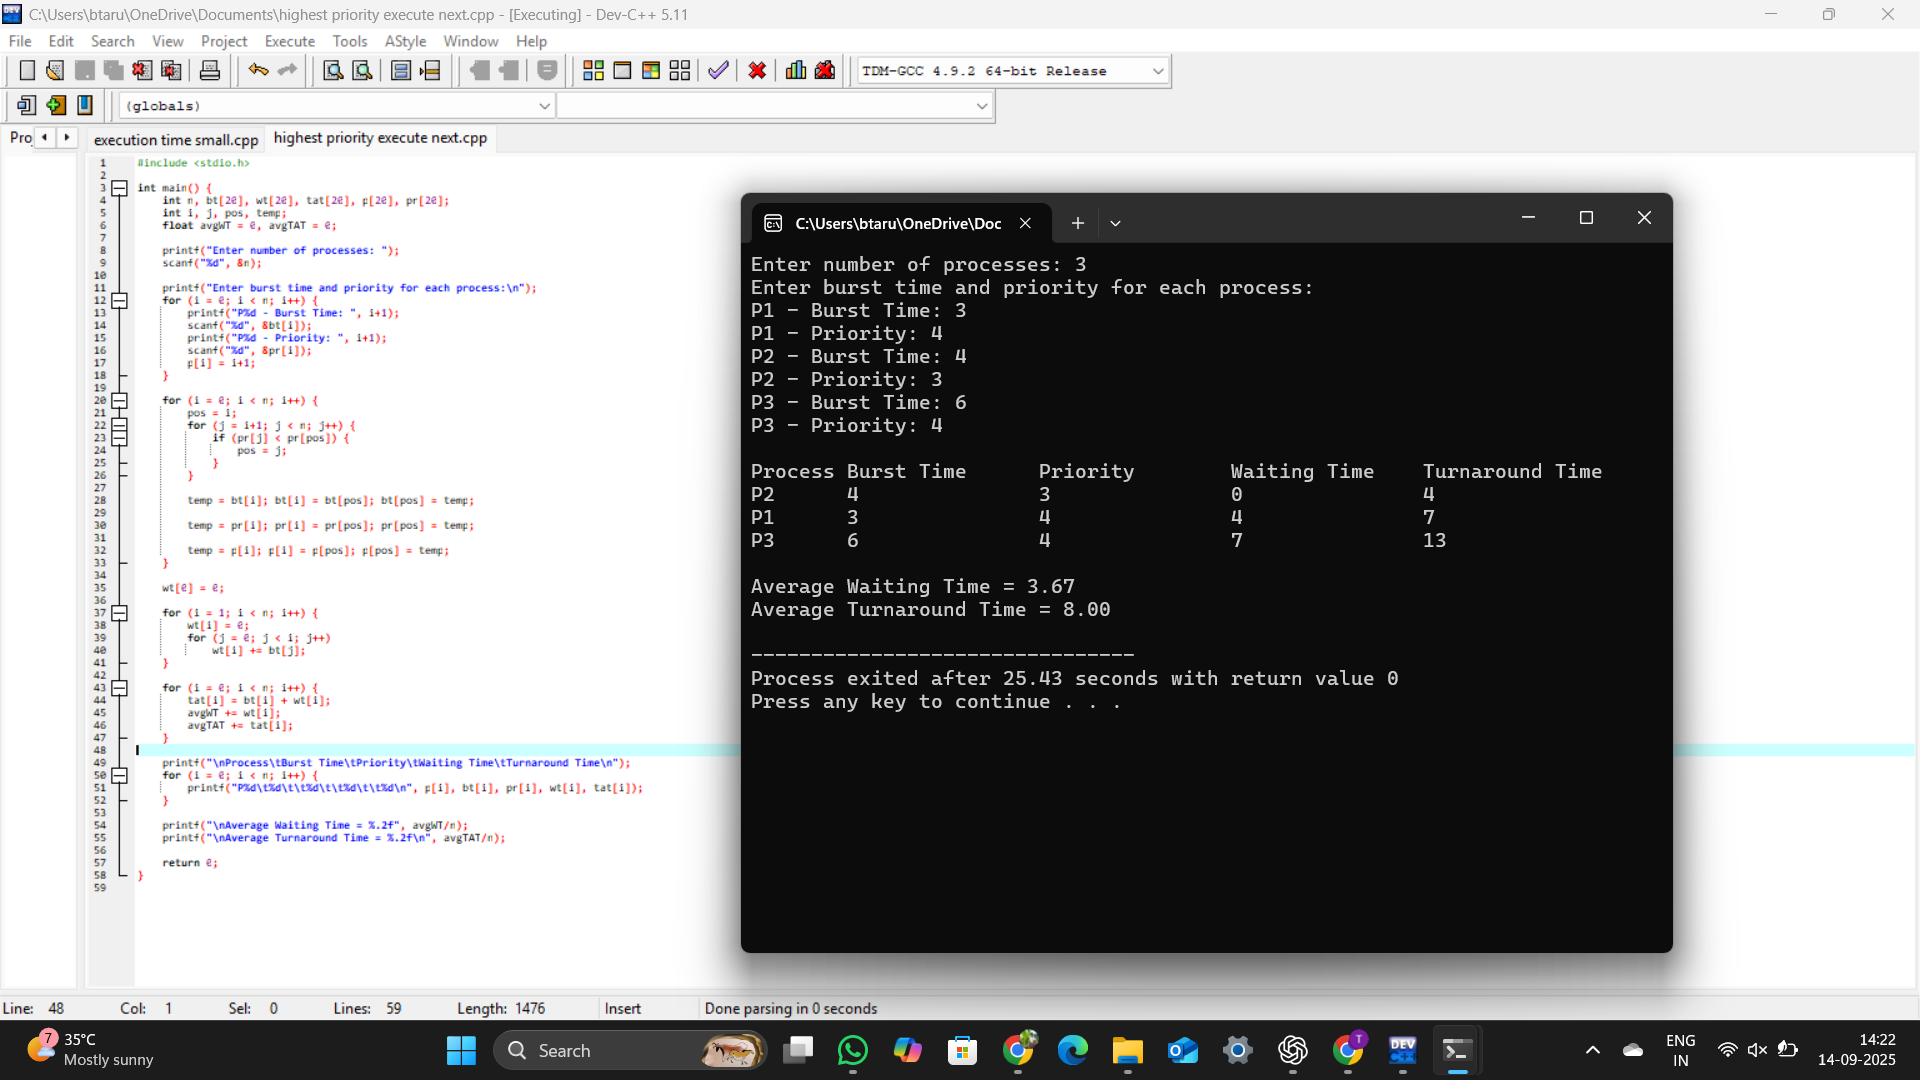 C:\Users\btaru\OneDrive\Documents\highest priority execute next.cpp - [Executing] - Dev-C++ 5.11
File Edit Search View Project Execute Tools AStyle Window Help
TDM-GCC 4.9.2 64-bit Release
(globals)
Pro
execution time small.cpp
highest priority execute next.cpp
1 #include <stdio.h>
2
3 int main() {
4 int n, bt[20], wt[20], tat[20], p[20], pr[20];
5 int i, j, pos, temp;
6 float avgWT = 0, avgTAT = 0;
7
8 printf("Enter number of processes: ");
9 scanf("%d", &n);
10
11 printf("Enter burst time and priority for each process:\n");
12 for (i = 0; i < n; i++) {
13 printf("P%d - Burst Time: ", i+1);
14 scanf("%d", &bt[i]);
15 printf("P%d - Priority: ", i+1);
16 scanf("%d", &pr[i]);
17 p[i] = i+1;
18 }
19
20 for (i = 0; i < n; i++) {
21 pos = i;
22 for (j = i+1; j < n; j++) {
23 if (pr[j] < pr[pos]) {
24 pos = j;
25 }
26 }
27
28 temp = bt[i]; bt[i] = bt[pos]; bt[pos] = temp;
29
30 temp = pr[i]; pr[i] = pr[pos]; pr[pos] = temp;
31
32 temp = p[i]; p[i] = p[pos]; p[pos] = temp;
33 }
34
35 wt[0] = 0;
36
37 for (i = 1; i < n; i++) {
38 wt[i] = 0;
39 for (j = 0; j < i; j++)
40 wt[i] += bt[j];
41 }
42
43 for (i = 0; i < n; i++) {
44 tat[i] = bt[i] + wt[i];
45 avgWT += wt[i];
46 avgTAT += tat[i];
47 }
48
49 printf("\nProcess\tBurst Time\tPriority\tWaiting Time\tTurnaround Time\n");
50 for (i = 0; i < n; i++) {
51 printf("P%d\t%d\t\t%d\t\t%d\t\t%d\n", p[i], bt[i], pr[i], wt[i], tat[i]);
52 }
53
54 printf("\nAverage Waiting Time = %.2f", avgWT/n);
55 printf("\nAverage Turnaround Time = %.2f\n", avgTAT/n);
56
57 return 0;
58 }
59
C:\Users\btaru\OneDrive\Doc
Enter number of processes: 3
Enter burst time and priority for each process:
P1 - Burst Time: 3
P1 - Priority: 4
P2 - Burst Time: 4
P2 - Priority: 3
P3 - Burst Time: 6
P3 - Priority: 4
Process Burst Time Priority Waiting Time Turnaround Time
P2 4 3 0 4
P1 3 4 4 7
P3 6 4 7 13
Average Waiting Time = 3.67
Average Turnaround Time = 8.00
--------------------------------
Process exited after 25.43 seconds with return value 0
Press any key to continue . . .
Line: 48 Col: 1 Sel: 0 Lines: 59 Length: 1476 Insert Done parsing in 0 seconds
7
35°C
Mostly sunny
Search
T
DEV
C++
ENG
IN
14:22
14-09-2025